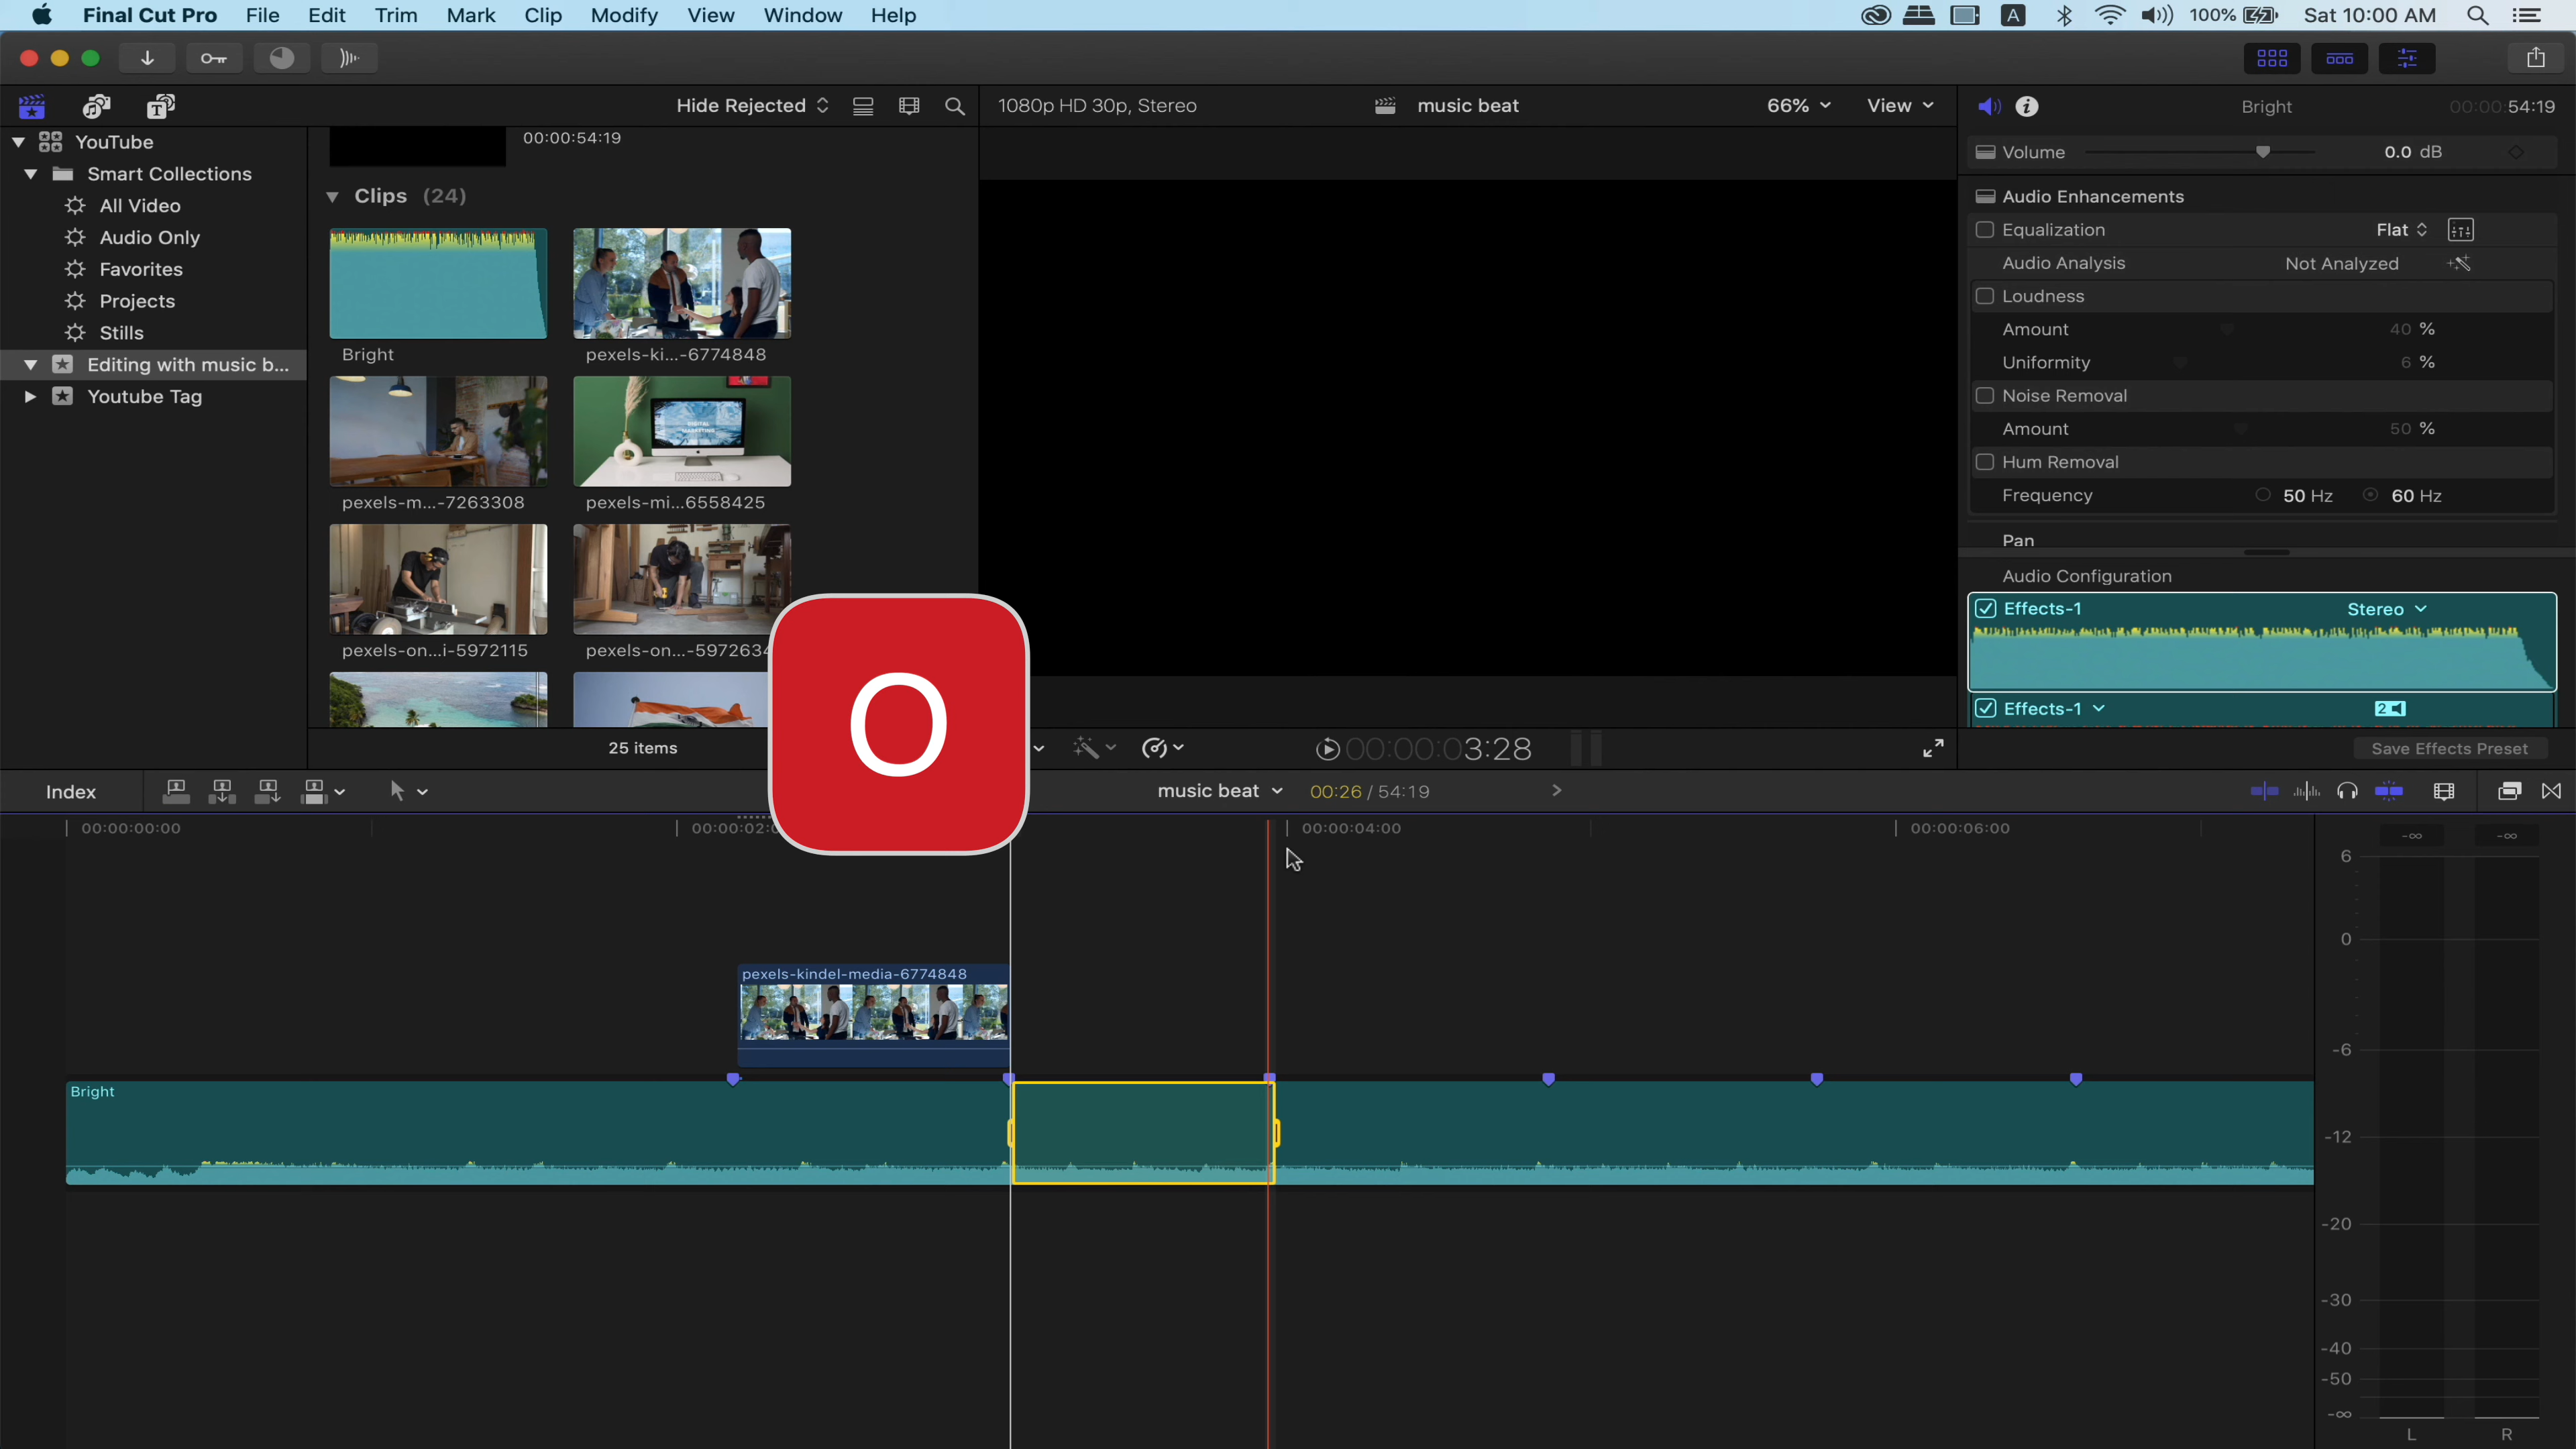 Final Cut Pro File Edit Trim Mark Clip Modify View Window Help
A 100% Sat 10:00 AM
Hide Rejected
1080p HD 30p, Stereo music beat 66% View
Bright 00:00:54:19
YouTube
Smart Collections
All Video
Audio Only
Favorites
Projects
Stills
Editing with music b...
Youtube Tag
00:00:54:19
Clips (24)
Bright
pexels-ki...-6774848
pexels-m...-7263308
pexels-mi...6558425
DIGITAL
MARKETING
pexels-on...i-5972115
pexels-on...-5972634
25 items
Volume 0.0 dB
Audio Enhancements
Equalization Flat
Audio Analysis Not Analyzed
Loudness
Amount 40 %
Uniformity 6 %
Noise Removal
Amount 50 %
Hum Removal
Frequency 50 Hz 60 Hz
Pan
Audio Configuration
Effects-1 Stereo
Effects-1 2
Save Effects Preset
O
00:00:03:28
Index
music beat 00:26 / 54:19
00:00:00:00
00:00:04:00
00:00:06:00
pexels-kindel-media-6774848
Bright
-∞ -∞
6
0
-6
-12
-20
-30
-40
-50
-∞
L R